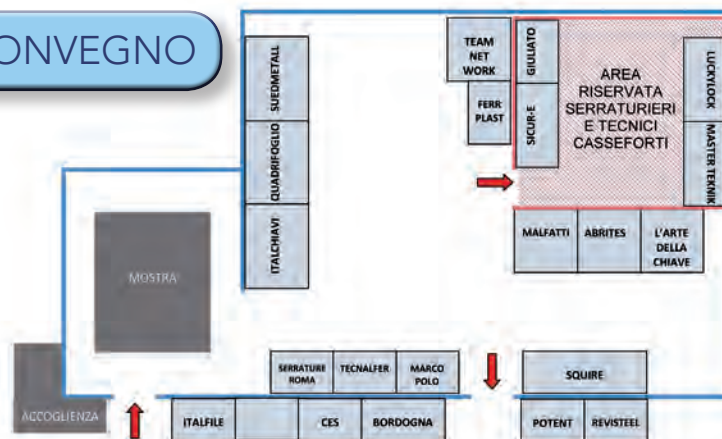 ONVEGNO
SUEDMETALL
QUADRIFOGLIO
ITALCHIAVI
TEAM
NET
WORK
FERR
PLAST
GIULIATO
SICUR-E
AREA
RISERVATA
SERRATURIERI
E TECNICI
CASSEFORTI
LUCKYLOCK
MASTER TEKNIK
MALFATTI
ABRITES
L'ARTE
DELLA
CHIAVE
MOSTRA
SERRATURE
ROMA
TECNALFER
MARCO
POLO
SQUIRE
ACCOGLIENZA
ITALFILE
CES
BORDOGNA
POTENT
REVISTEEL